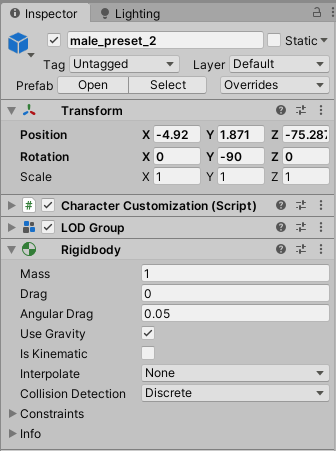 Inspector Lighting
male_preset_2 Static
Tag Untagged Layer Default
Prefab Open Select Overrides
Transform
Position X -4.92 Y 1.871 Z -75.287
Rotation X 0 Y -90 Z 0
Scale X 1 Y 1 Z 1
# Character Customization (Script)
LOD Group
Rigidbody
Mass 1
Drag 0
Angular Drag 0.05
Use Gravity
Is Kinematic
Interpolate None
Collision Detection Discrete
Constraints
Info